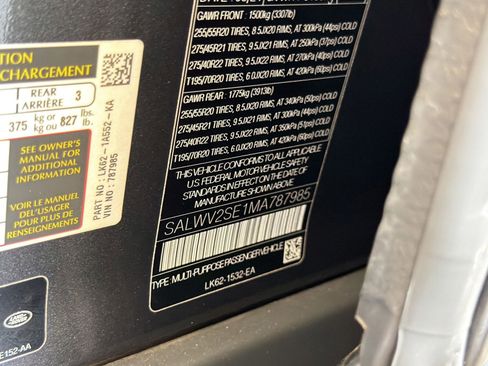 TION
CHARGEMENT
REAR
ARRIÈRE
3
375 kg or ou 827 lbs. lb.
SEE OWNER'S
MANUAL FOR
ADDITIONAL
INFORMATION
VOIR LE MANUEL
DE L'USAGER
POUR PLUS DE
RENSEIGNEMENTS
PART NO: LK62-1A552-KA
VIN: 787985
GAWR FRONT: 1500kg (3307lb)
255/55R20 TIRES, 8.5JX20 RIMS, AT 300kPa (44psi) COLD
275/45R21 TIRES, 9.5JX21 RIMS, AT 250kPa (37psi) COLD
275/40R22 TIRES, 9.5JX22 RIMS, AT 270kPa (40psi) COLD
T195/70R20 TIRES, 6.0JX20 RIMS, AT 420kPa (60psi) COLD
GAWR REAR: 1775kg (3913lb)
255/55R20 TIRES, 8.5JX20 RIMS, AT 340kPa (50psi) COLD
275/45R21 TIRES, 9.5JX21 RIMS, AT 300kPa (44psi) COLD
275/40R22 TIRES, 9.5JX22 RIMS, AT 350kPa (51psi) COLD
T195/70R20 TIRES, 6.0JX20 RIMS, AT 420kPa (60psi) COLD
THIS VEHICLE CONFORMS TO ALL APPLICABLE
U.S. FEDERAL MOTOR VEHICLE SAFETY
STANDARDS IN EFFECT ON THE DATE OF
MANUFACTURE SHOWN ABOVE.
SALWV2SE1MA787985
TYPE: MULTI-PURPOSE PASSENGER VEHICLE
LK62-1532-EA
LAND ROVER
E152-AA